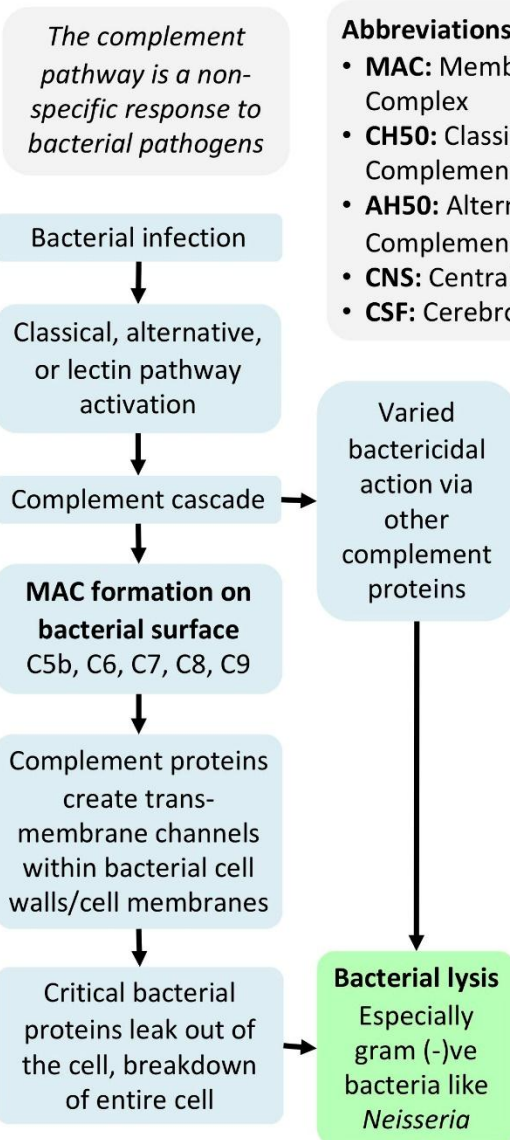 The complement
pathway is a non-
specific response to
bacterial pathogens
Abbreviations
• MAC: Memb
Complex
• CH50: Classi
Complemen
• AH50: Altern
Complemen
• CNS: Centra
• CSF: Cerebro
Bacterial infection
Classical, alternative,
or lectin pathway
activation
Complement cascade
Varied
bactericidal
action via
other
complement
proteins
MAC formation on
bacterial surface
C5b, C6, C7, C8, C9
Complement proteins
create trans-
membrane channels
within bacterial cell
walls/cell membranes
Critical bacterial
proteins leak out of
the cell, breakdown
of entire cell
Bacterial lysis
Especially
gram (-)ve
bacteria like
Neisseria